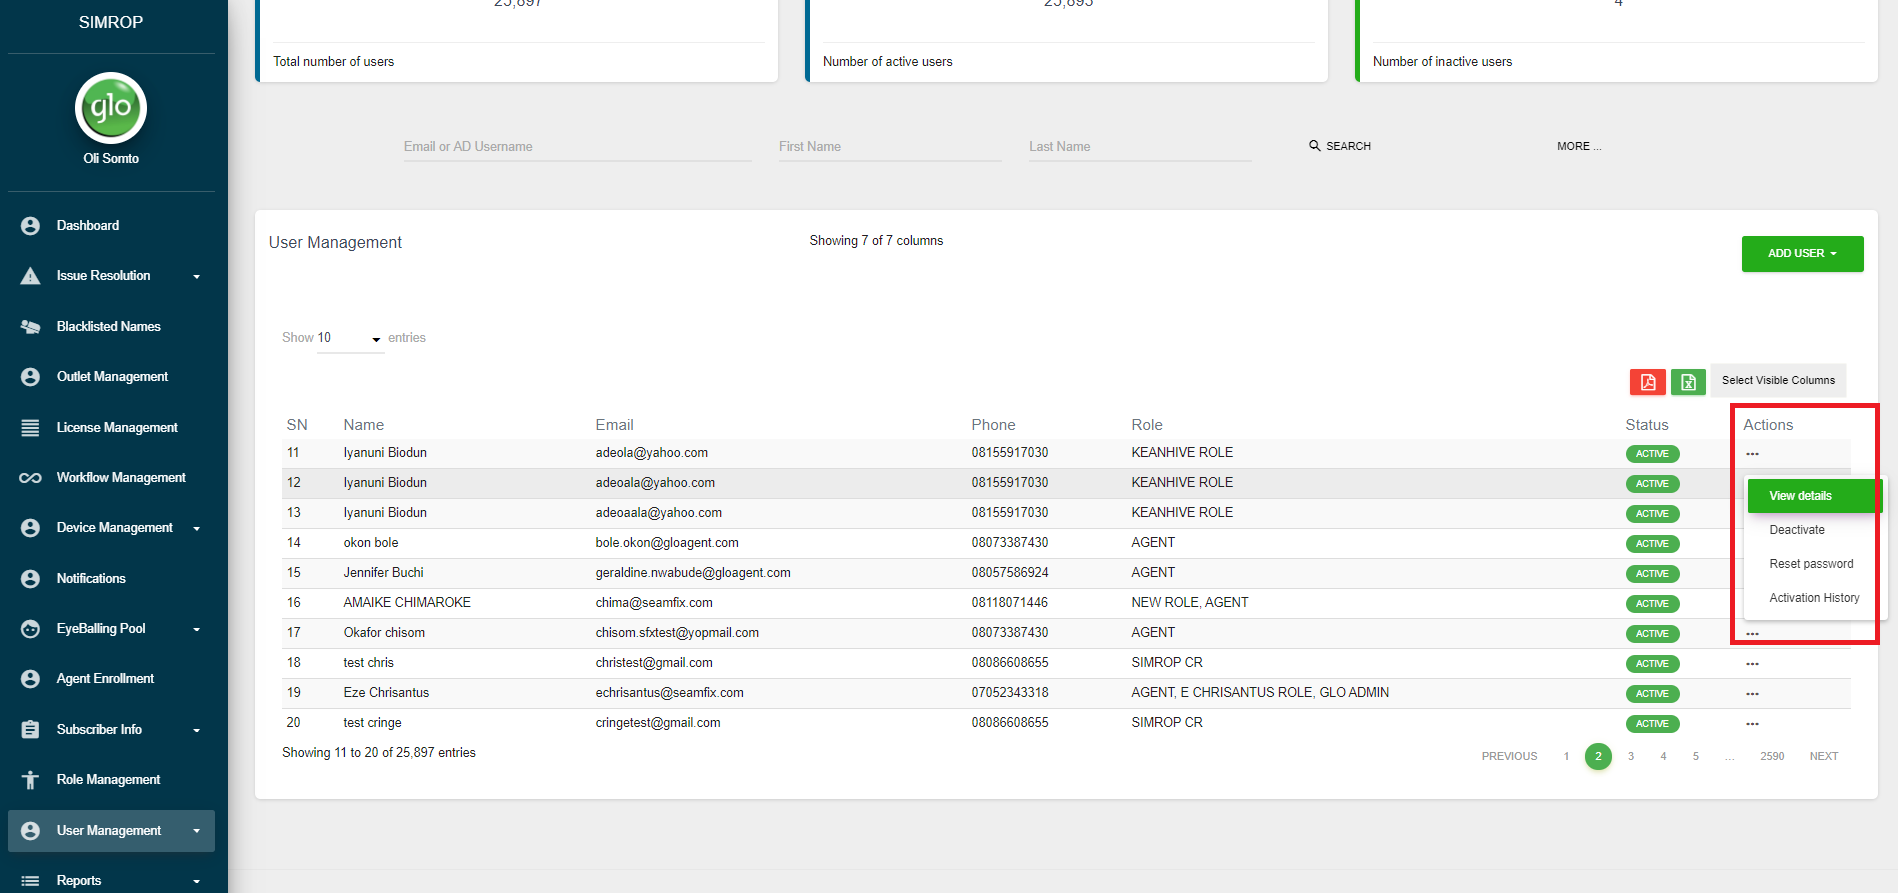 SIMROP
glo
Oli Somto
Dashboard
Issue Resolution
Blacklisted Names
Outlet Management
License Management
Workflow Management
Device Management
Notifications
EyeBalling Pool
Agent Enrollment
Subscriber Info
Role Management
User Management
Reports
25,897
Total number of users
25,893
Number of active users
4
Number of inactive users
Email or AD Username First Name Last Name SEARCH MORE ...
User Management Showing 7 of 7 columns ADD USER
Show 10 entries
Select Visible Columns
SN Name Email Phone Role Status Actions
11 Iyanuni Biodun adeola@yahoo.com 08155917030 KEANHIVE ROLE ACTIVE ...
12 Iyanuni Biodun adeoala@yahoo.com 08155917030 KEANHIVE ROLE ACTIVE
13 Iyanuni Biodun adeoaala@yahoo.com 08155917030 KEANHIVE ROLE ACTIVE
14 okon bole bole.okon@gloagent.com 08073387430 AGENT ACTIVE
15 Jennifer Buchi geraldine.nwabude@gloagent.com 08057586924 AGENT ACTIVE
16 AMAIKE CHIMAROKE chima@seamfix.com 08118071446 NEW ROLE, AGENT ACTIVE
17 Okafor chisom chisom.sfxtest@yopmail.com 08073387430 AGENT ACTIVE ...
18 test chris christest@gmail.com 08086608655 SIMROP CR ACTIVE ...
19 Eze Chrisantus echrisantus@seamfix.com 07052343318 AGENT, E CHRISANTUS ROLE, GLO ADMIN ACTIVE ...
20 test cringe cringetest@gmail.com 08086608655 SIMROP CR ACTIVE ...
View details
Deactivate
Reset password
Activation History
Showing 11 to 20 of 25,897 entries
PREVIOUS 1 2 3 4 5 ... 2590 NEXT